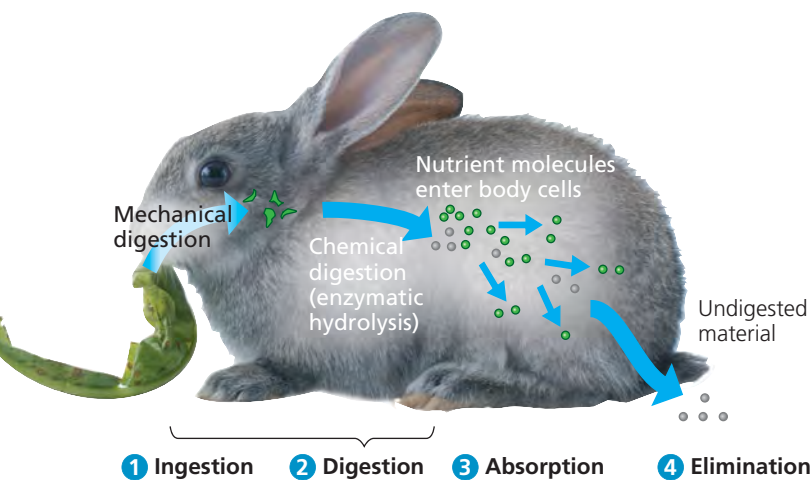 Nutrient molecules
enter body cells
Mechanical
digestion
Chemical
digestion
(enzymatic
hydrolysis)
Undigested
material
1 Ingestion 2 Digestion 3 Absorption 4 Elimination